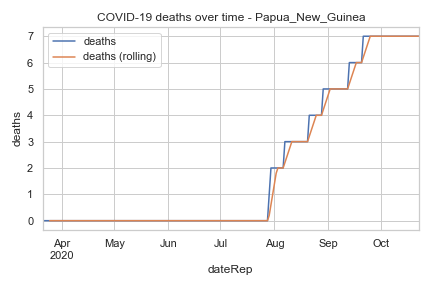 COVID-19 deaths over time - Papua_New_Guinea
deaths
deaths (rolling)
deaths
7
6
5
4
3
2
1
0
Apr May Jun Jul Aug Sep Oct
2020
dateRep